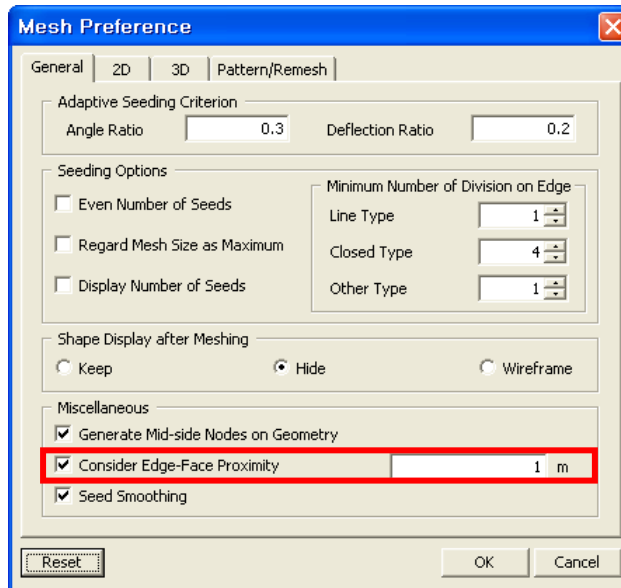 Mesh Preference
General 2D 3D Pattern/Remesh
Adaptive Seeding Criterion
Angle Ratio 0.3 Deflection Ratio 0.2
Seeding Options
Even Number of Seeds
Regard Mesh Size as Maximum
Display Number of Seeds
Minimum Number of Division on Edge
Line Type 1
Closed Type 4
Other Type 1
Shape Display after Meshing
Keep Hide Wireframe
Miscellaneous
Generate Mid-side Nodes on Geometry
Consider Edge-Face Proximity 1 m
Seed Smoothing
Reset OK Cancel